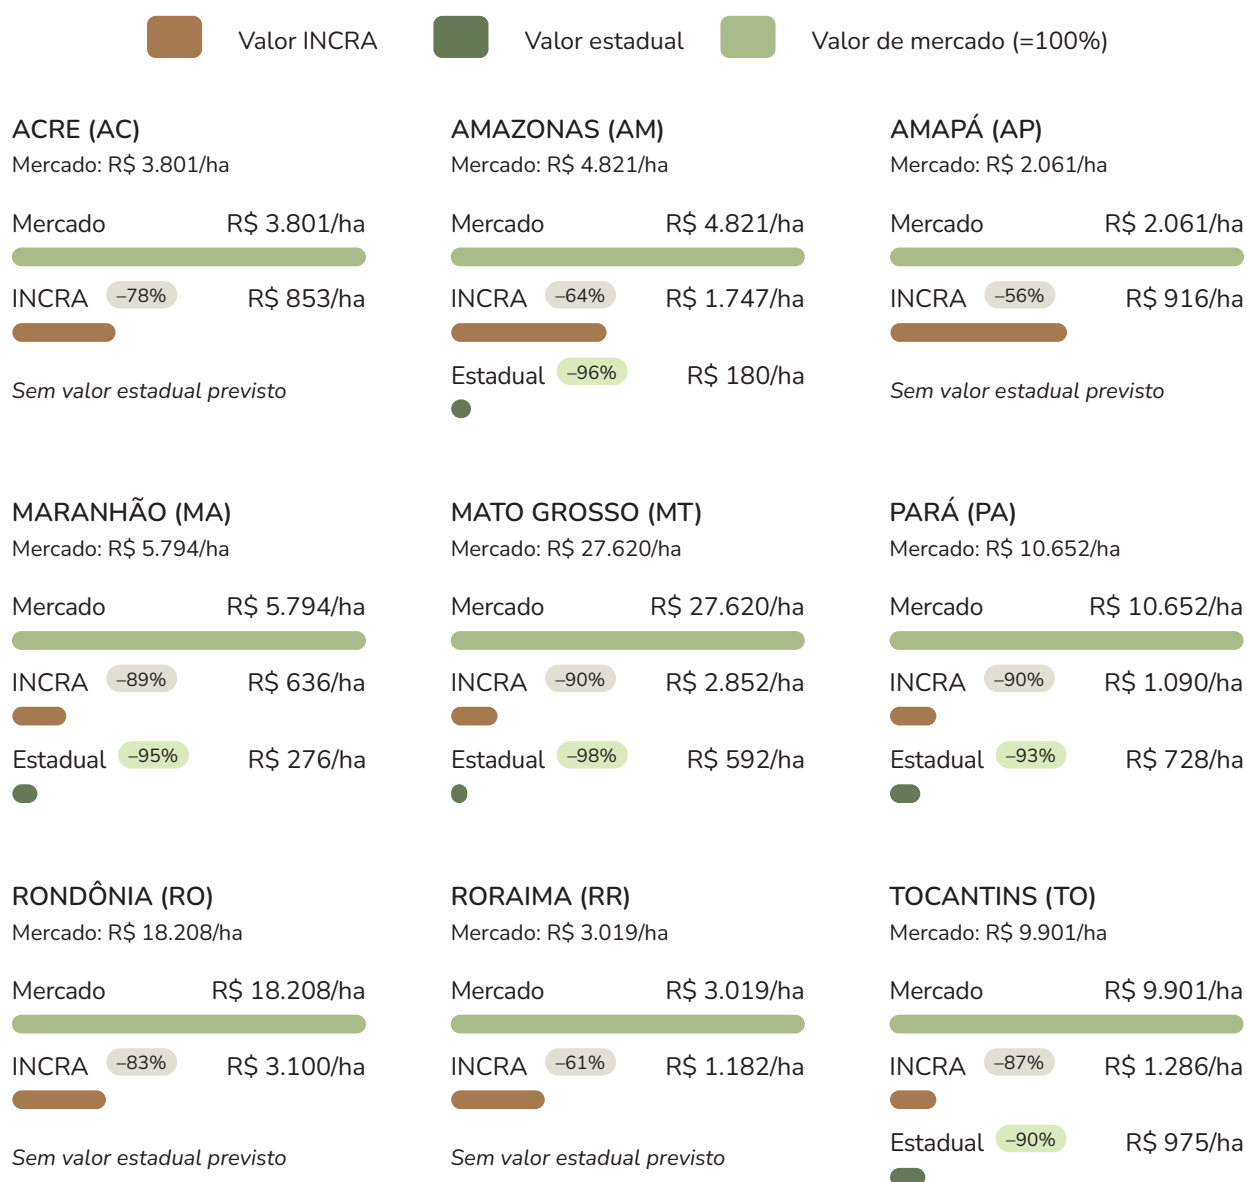 Valor INCRA
Valor estadual
Valor de mercado (=100%)
ACRE (AC)
Mercado: R$ 3.801/ha
Mercado R$ 3.801/ha
INCRA –78% R$ 853/ha
Sem valor estadual previsto
AMAZONAS (AM)
Mercado: R$ 4.821/ha
Mercado R$ 4.821/ha
INCRA –64% R$ 1.747/ha
Estadual –96% R$ 180/ha
AMAPÁ (AP)
Mercado: R$ 2.061/ha
Mercado R$ 2.061/ha
INCRA –56% R$ 916/ha
Sem valor estadual previsto
MARANHÃO (MA)
Mercado: R$ 5.794/ha
Mercado R$ 5.794/ha
INCRA –89% R$ 636/ha
Estadual –95% R$ 276/ha
MATO GROSSO (MT)
Mercado: R$ 27.620/ha
Mercado R$ 27.620/ha
INCRA –90% R$ 2.852/ha
Estadual –98% R$ 592/ha
PARÁ (PA)
Mercado: R$ 10.652/ha
Mercado R$ 10.652/ha
INCRA –90% R$ 1.090/ha
Estadual –93% R$ 728/ha
RONDÔNIA (RO)
Mercado: R$ 18.208/ha
Mercado R$ 18.208/ha
INCRA –83% R$ 3.100/ha
Sem valor estadual previsto
RORAIMA (RR)
Mercado: R$ 3.019/ha
Mercado R$ 3.019/ha
INCRA –61% R$ 1.182/ha
Sem valor estadual previsto
TOCANTINS (TO)
Mercado: R$ 9.901/ha
Mercado R$ 9.901/ha
INCRA –87% R$ 1.286/ha
Estadual –90% R$ 975/ha